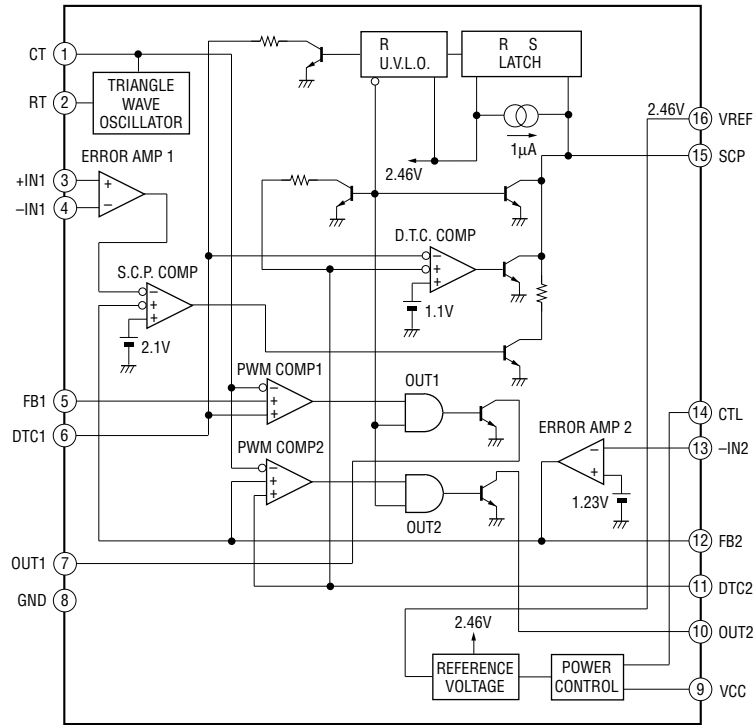 CT 1
RT 2
TRIANGLE
WAVE
OSCILLATOR
R
U.V.L.O.
R S
LATCH
1μA
2.46V
2.46V
16 VREF
15 SCP
ERROR AMP 1
+IN1 3
–IN1 4
+
–
D.T.C. COMP
–
+
+
1.1V
S.C.P. COMP
–
+
+
2.1V
PWM COMP1
–
+
+
OUT1
FB1 5
DTC1 6
PWM COMP2
–
+
+
OUT2
14 CTL
ERROR AMP 2
13 –IN2
–
+
1.23V
12 FB2
OUT1 7
GND 8
11 DTC2
10 OUT2
2.46V
REFERENCE
VOLTAGE
POWER
CONTROL
9 VCC